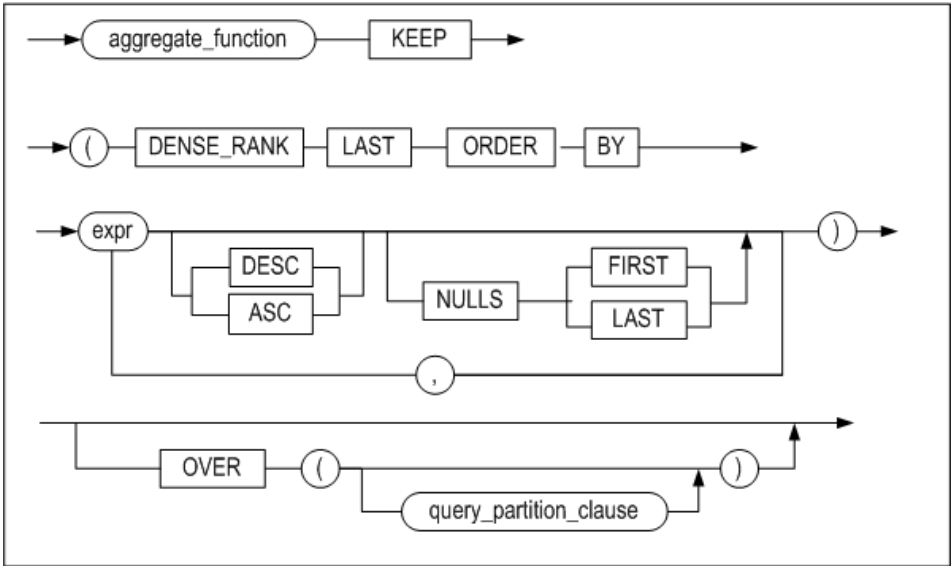 aggregate_function KEEP
( DENSE_RANK LAST ORDER BY
expr DESC NULLS FIRST )
ASC LAST
,
OVER ( )
query_partition_clause